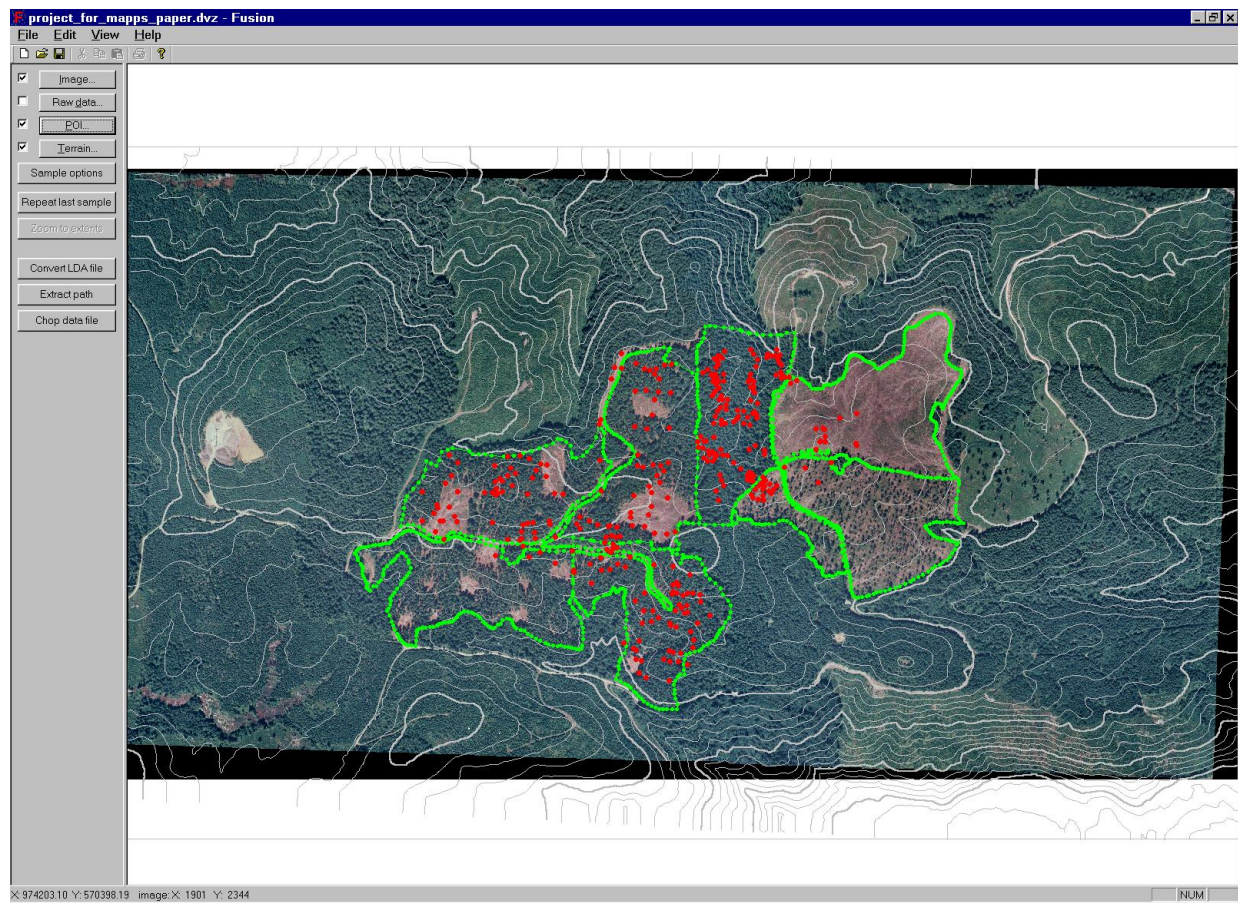 project_for_mapps_paper.dvz - Fusion
File Edit View Help
Image...
Raw data...
POI...
Terrain...
Sample options
Repeat last sample
Zoom to extents
Convert LDA file
Extract path
Chop data file
X: 974203.10 Y: 570398.19 image: X: 1901 Y: 2344
NUM